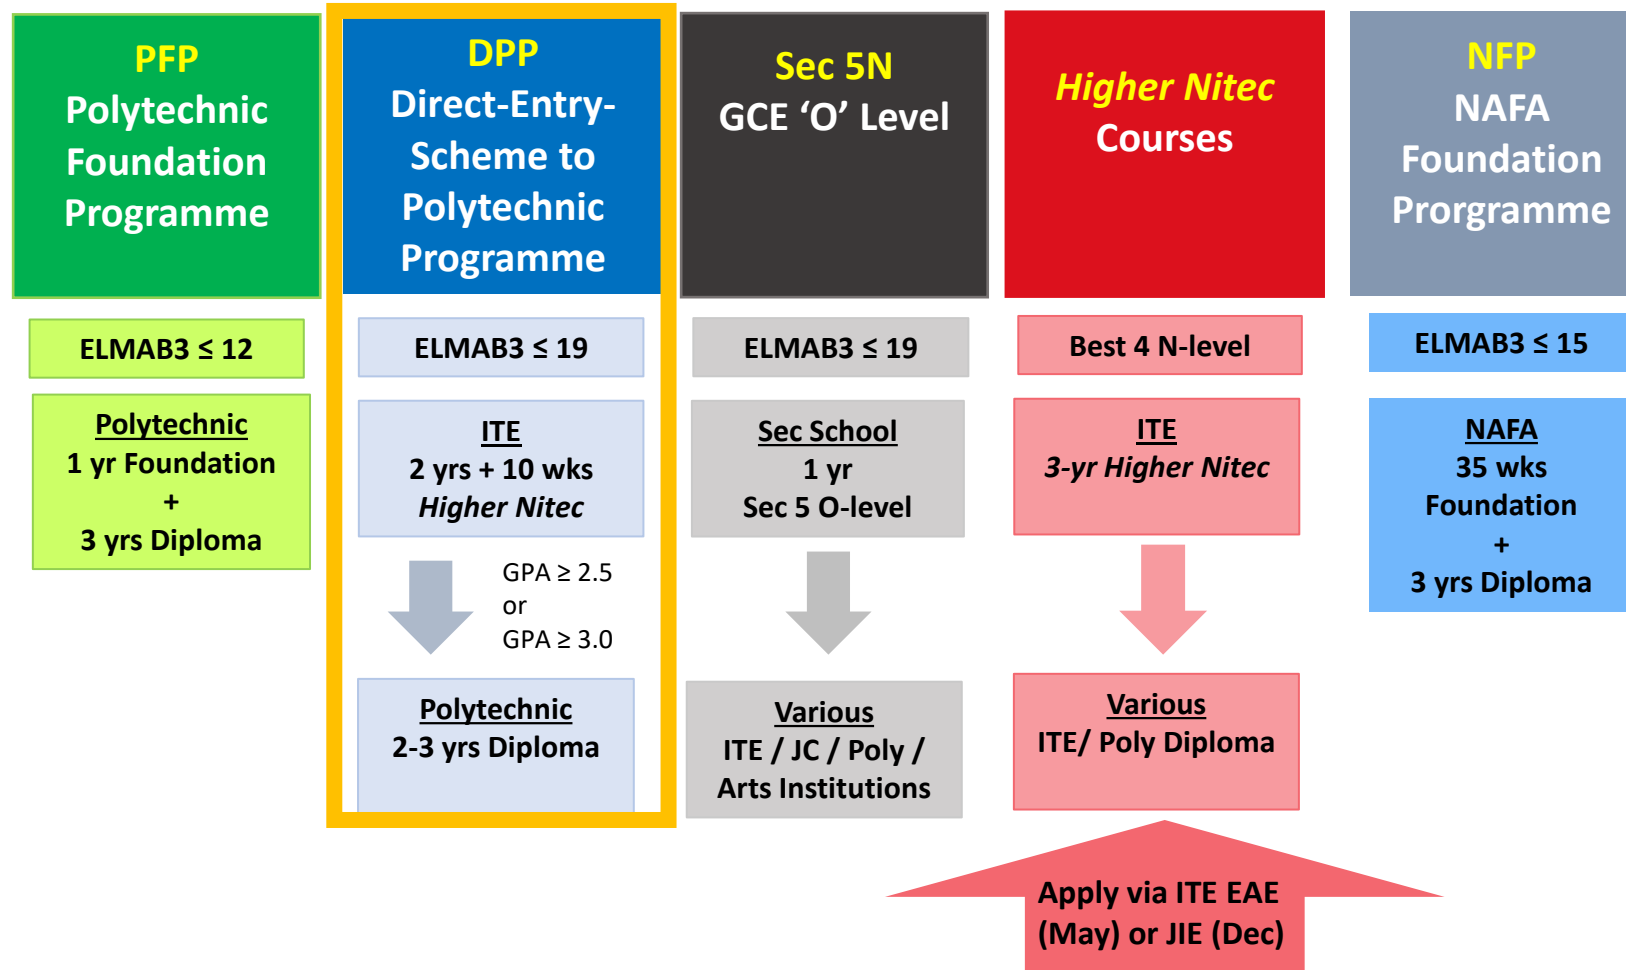 PFP
Polytechnic
Foundation
Programme
ELMAB3 ≤ 12
Polytechnic
1 yr Foundation
+
3 yrs Diploma
DPP
Direct-Entry-
Scheme to
Polytechnic
Programme
ELMAB3 ≤ 19
ITE
2 yrs + 10 wks
Higher Nitec
GPA ≥ 2.5
or
GPA ≥ 3.0
Polytechnic
2-3 yrs Diploma
Sec 5N
GCE ‘O’ Level
ELMAB3 ≤ 19
Sec School
1 yr
Sec 5 O-level
Various
ITE / JC / Poly /
Arts Institutions
Higher Nitec
Courses
Best 4 N-level
ITE
3-yr Higher Nitec
Various
ITE/ Poly Diploma
Apply via ITE EAE
(May) or JIE (Dec)
NFP
NAFA
Foundation
Prorgramme
ELMAB3 ≤ 15
NAFA
35 wks
Foundation
+
3 yrs Diploma